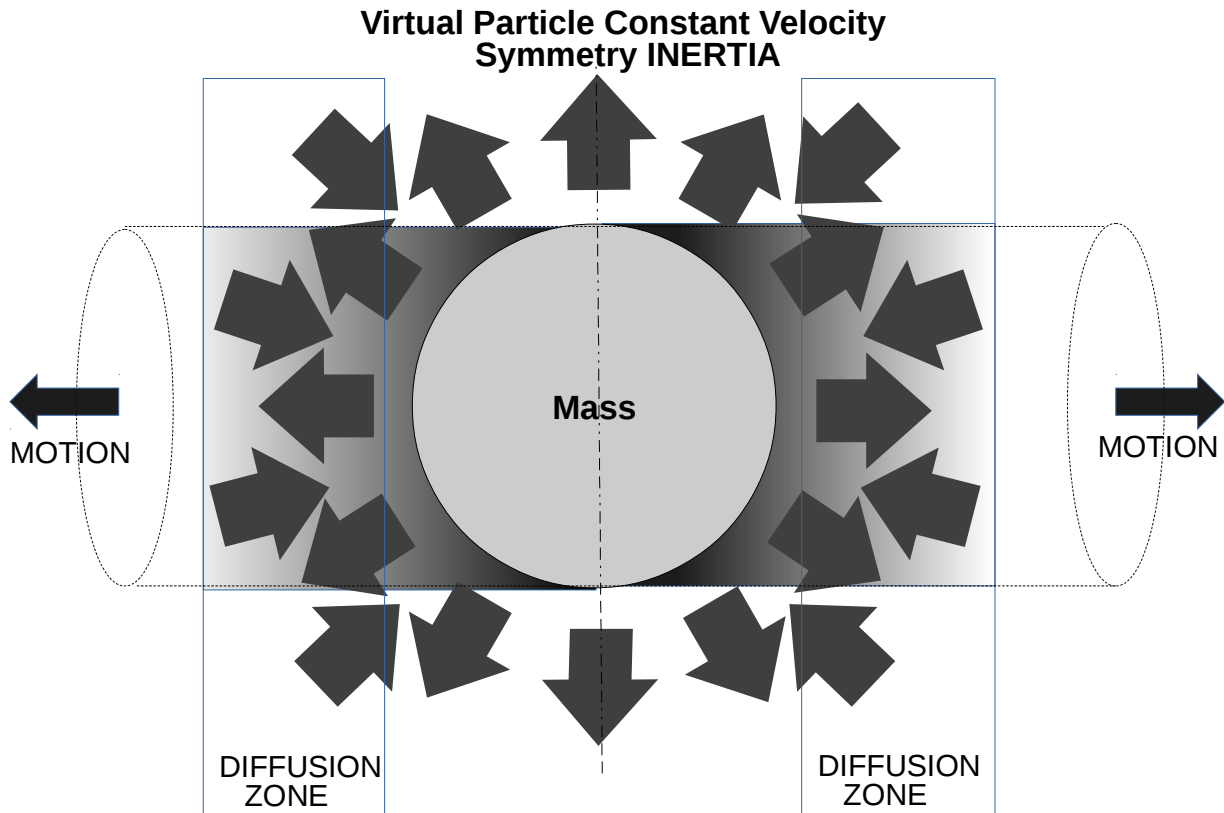 Virtual Particle Constant Velocity
Symmetry INERTIA
Mass
MOTION
MOTION
DIFFUSION
ZONE
DIFFUSION
ZONE